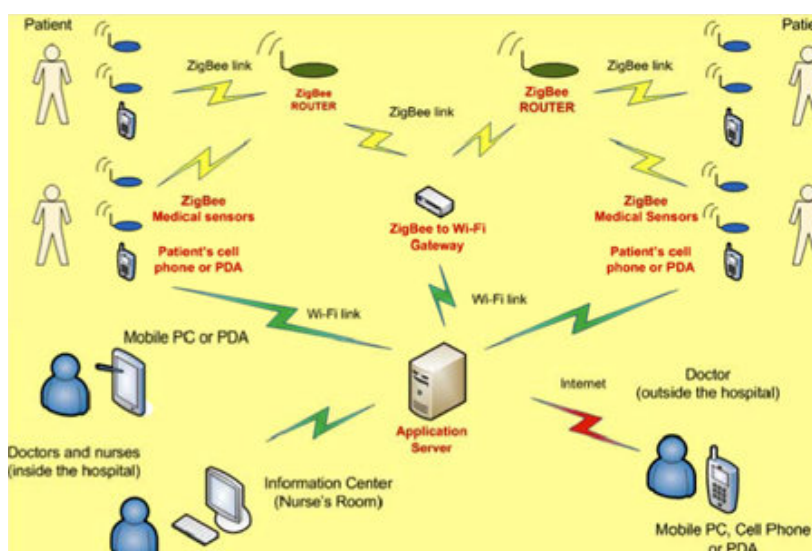 Patient
Patie
ZigBee link
ZigBee
ROUTER
ZigBee link
ZigBee
ROUTER
ZigBee link
ZigBee
Medical sensors
ZigBee to Wi-Fi
Gateway
ZigBee
Medical Sensors
Patient's cell
phone or PDA
Patient's cell
phone or PDA
Wi-Fi link
Wi-Fi link
Mobile PC or PDA
Application
Server
Internet
Doctor
(outside the hospital)
Doctors and nurses
(inside the hospital)
Information Center
(Nurse's Room)
Mobile PC, Cell Phone
or PDA